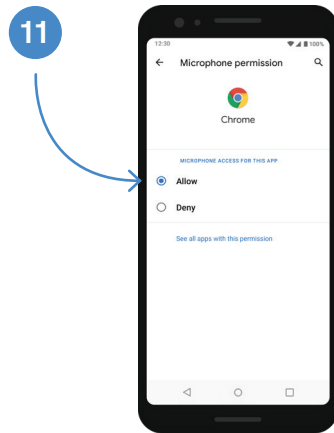 11
12:30
100%
Microphone permission
Chrome
MICROPHONE ACCESS FOR THIS APP
Allow
Deny
See all apps with this permission